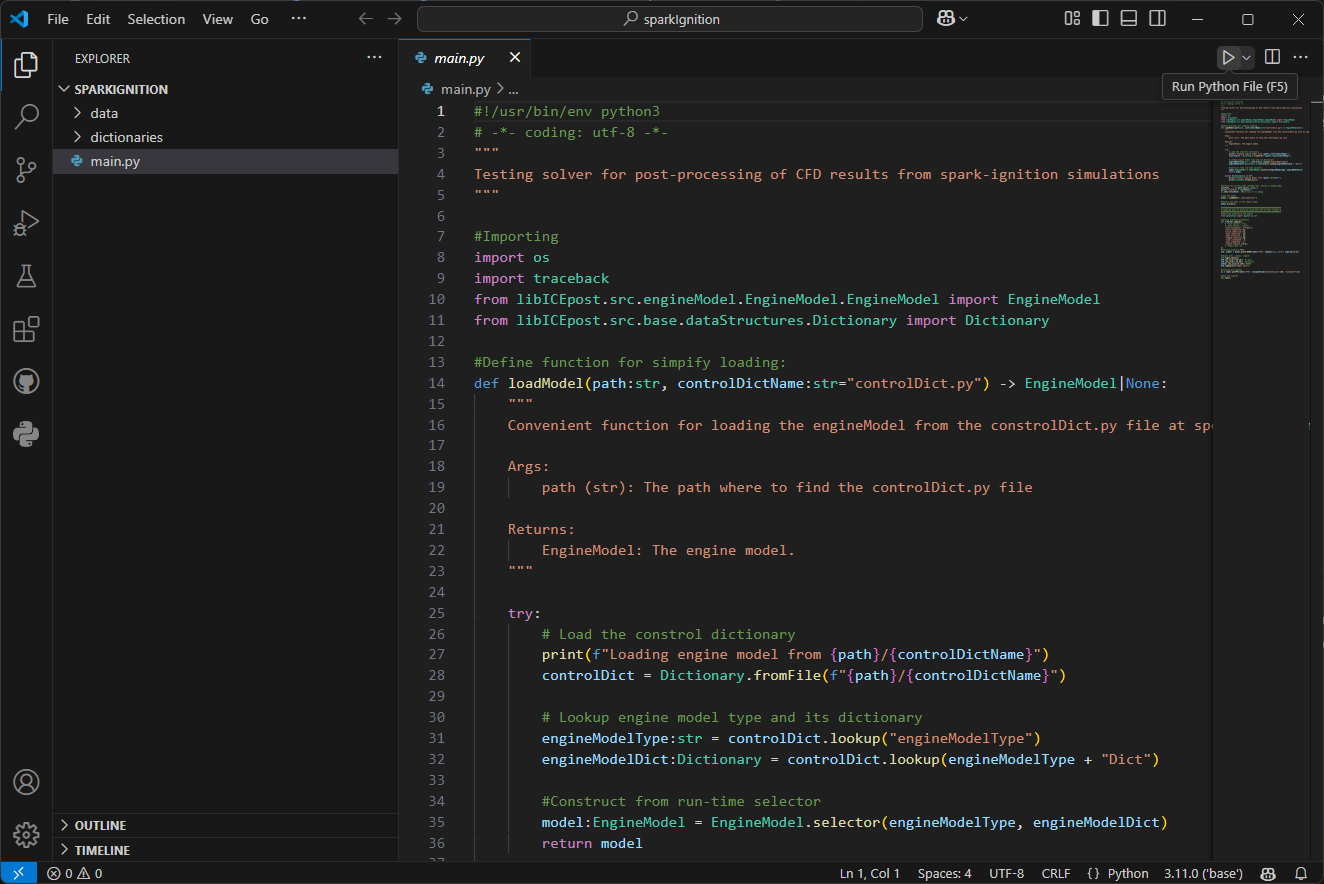 File Edit Selection View Go ...
sparkIgnition
EXPLORER
SPARKIGNITION
data
dictionaries
main.py
OUTLINE
TIMELINE
main.py
main.py > ...
Run Python File (F5)
1 #!/usr/bin/env python3
2 # -*- coding: utf-8 -*-
3 """
4 Testing solver for post-processing of CFD results from spark-ignition simulations
5 """
6
7 #Importing
8 import os
9 import traceback
10 from libICEpost.src.engineModel.EngineModel.EngineModel import EngineModel
11 from libICEpost.src.base.dataStructures.Dictionary import Dictionary
12
13 #Define function for simpify loading:
14 def loadModel(path:str, controlDictName:str="controlDict.py") -> EngineModel|None:
15 """
16 Convenient function for loading the engineModel from the constrolDict.py file at spe
17
18 Args:
19 path (str): The path where to find the controlDict.py file
20
21 Returns:
22 EngineModel: The engine model.
23 """
24
25 try:
26 # Load the constrol dictionary
27 print(f"Loading engine model from {path}/{controlDictName}")
28 controlDict = Dictionary.fromFile(f"{path}/{controlDictName}")
29
30 # Lookup engine model type and its dictionary
31 engineModelType:str = controlDict.lookup("engineModelType")
32 engineModelDict:Dictionary = controlDict.lookup(engineModelType + "Dict")
33
34 #Construct from run-time selector
35 model:EngineModel = EngineModel.selector(engineModelType, engineModelDict)
36 return model
0 0
Ln 1, Col 1 Spaces: 4 UTF-8 CRLF {} Python 3.11.0 ('base')